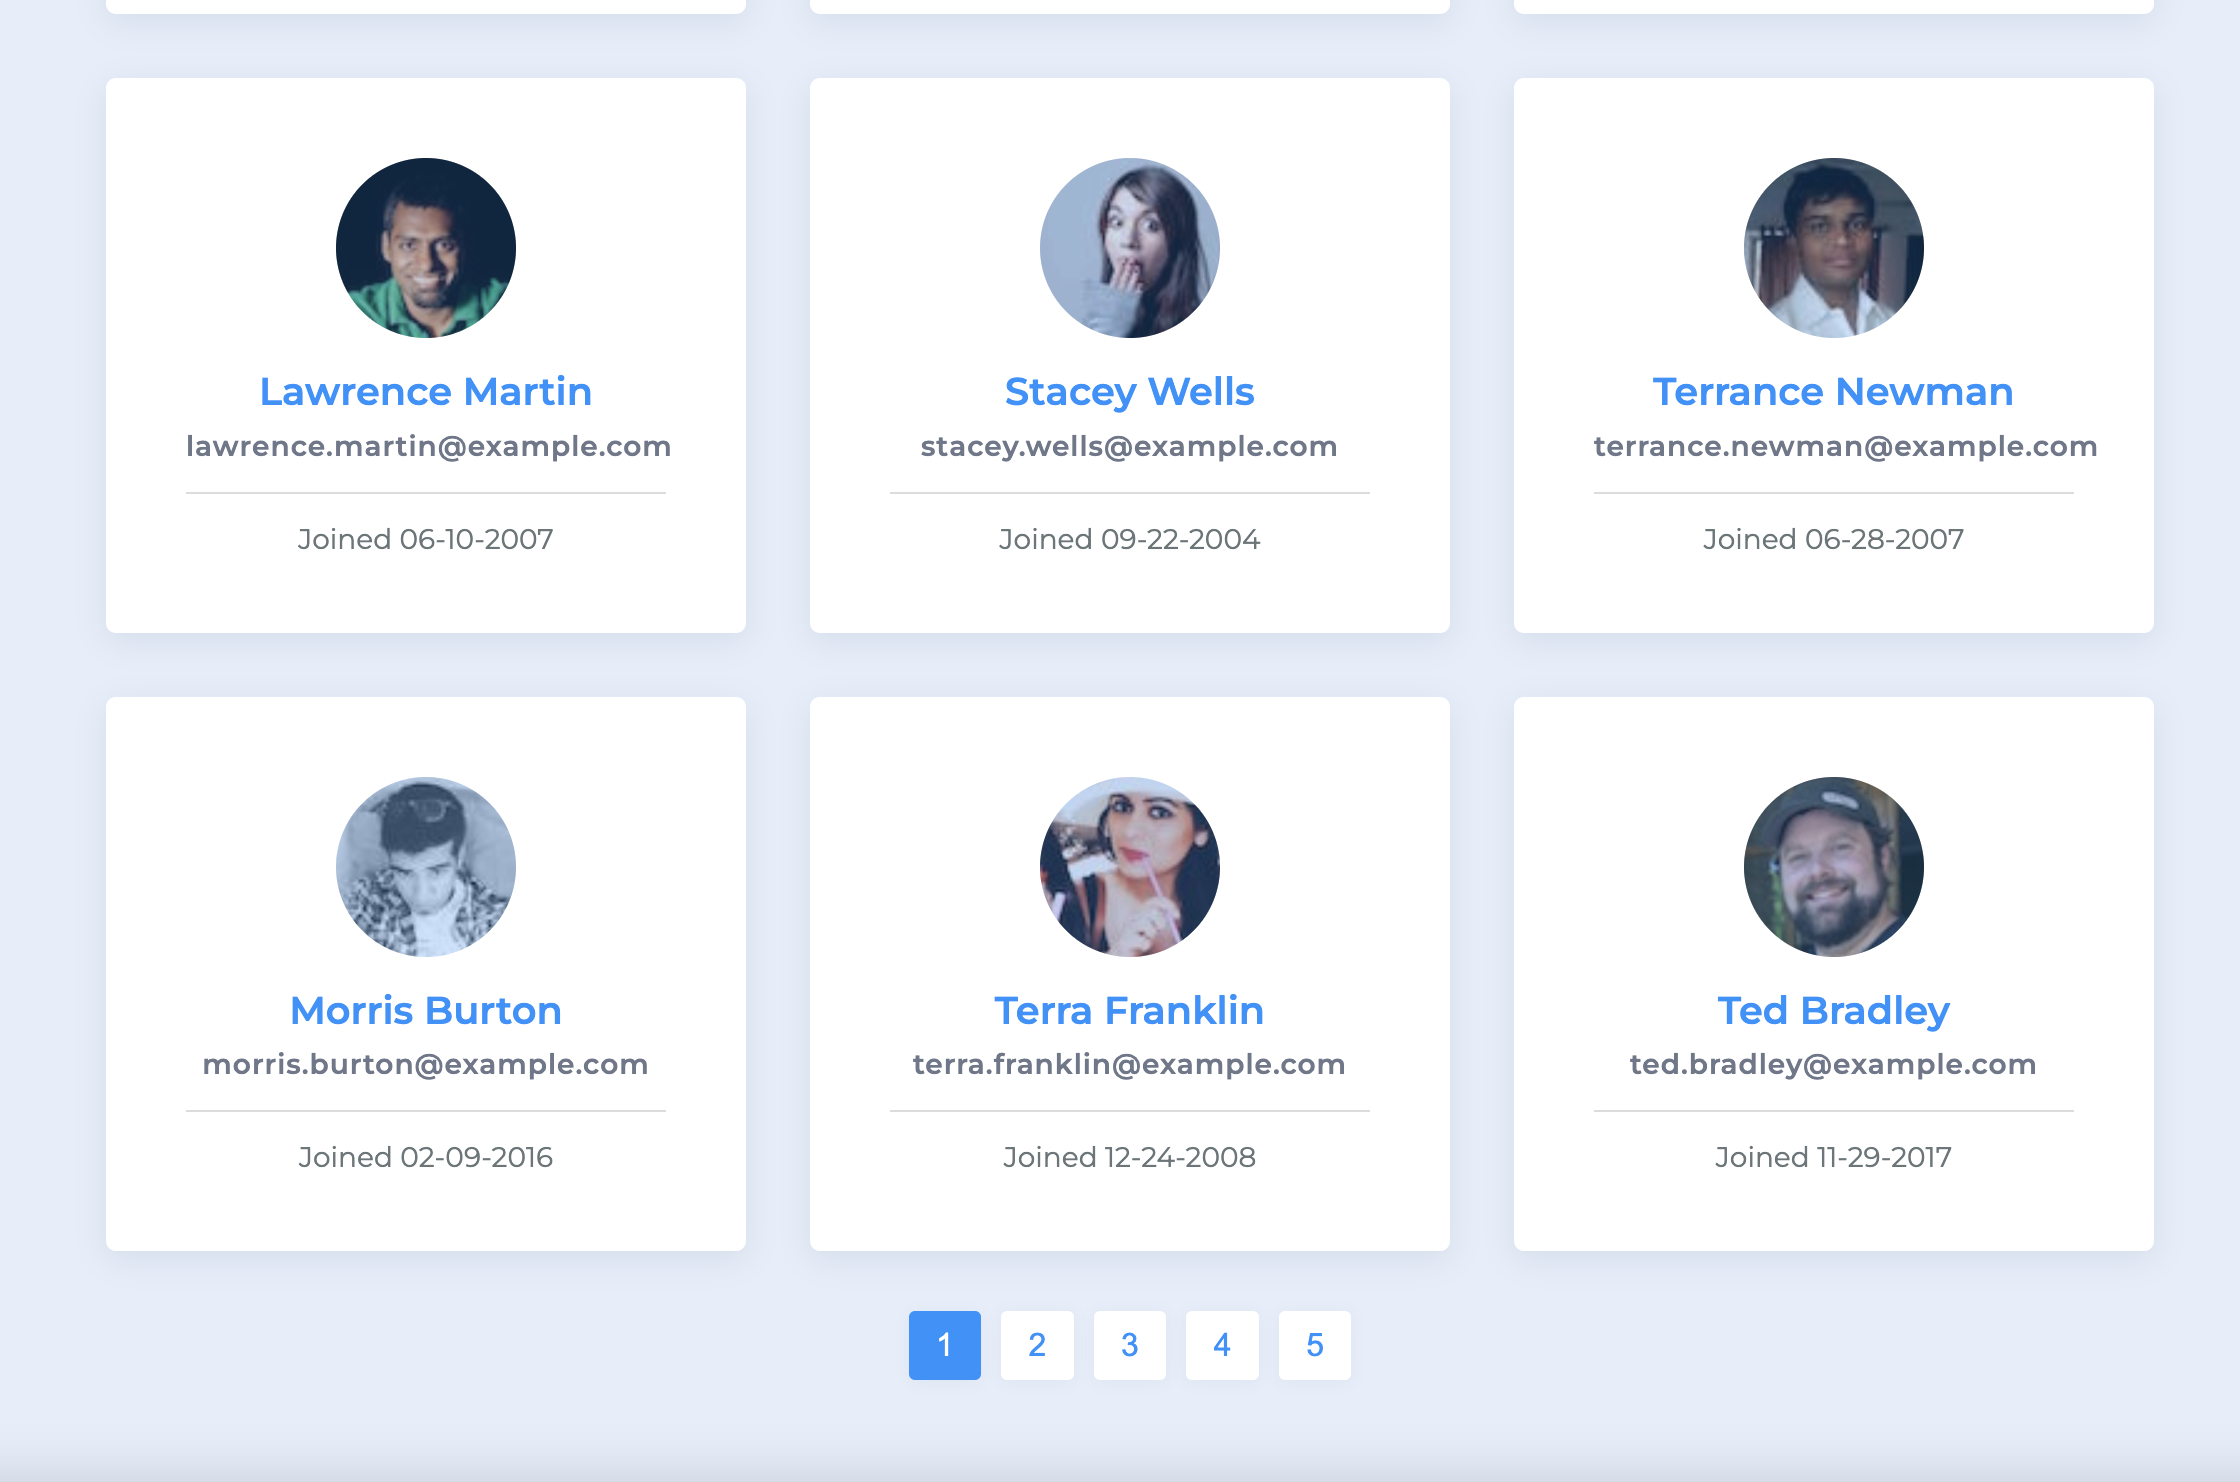 Lawrence Martin
lawrence.martin@example.com
Joined 06-10-2007
Stacey Wells
stacey.wells@example.com
Joined 09-22-2004
Terrance Newman
terrance.newman@example.com
Joined 06-28-2007
Morris Burton
morris.burton@example.com
Joined 02-09-2016
Terra Franklin
terra.franklin@example.com
Joined 12-24-2008
Ted Bradley
ted.bradley@example.com
Joined 11-29-2017
1 2 3 4 5